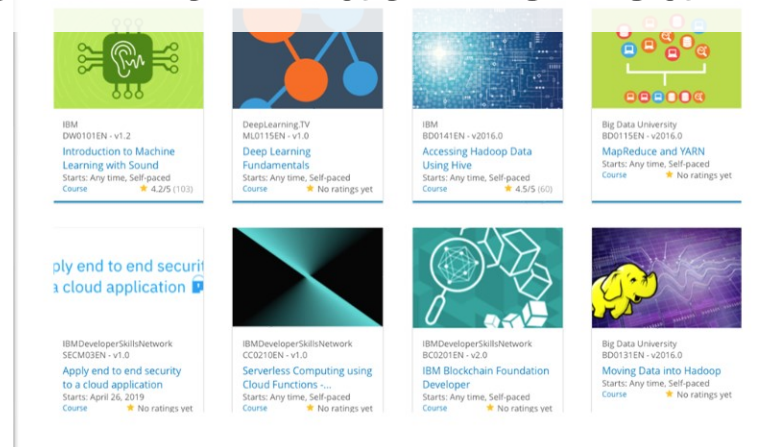 IBM
DW0101EN - v1.2
Introduction to Machine
Learning with Sound
Starts: Any time, Self-paced
Course 4.2/5 (103)
DeepLearning.TV
ML0115EN - v1.0
Deep Learning
Fundamentals
Starts: Any time, Self-paced
Course No ratings yet
IBM
BD0141EN - v2016.0
Accessing Hadoop Data
Using Hive
Starts: Any time, Self-paced
Course 4.5/5 (60)
Big Data University
BD0115EN - v2016.0
MapReduce and YARN
Starts: Any time, Self-paced
Course No ratings yet
ply end to end securit
a cloud application
IBMDeveloperSkillsNetwork
SECM03EN - v1.0
Apply end to end security
to a cloud application
Starts: April 26, 2019
Course No ratings yet
IBMDeveloperSkillsNetwork
CC0210EN - v1.0
Serverless Computing using
Cloud Functions -...
Starts: Any time, Self-paced
Course No ratings yet
IBMDeveloperSkillsNetwork
BC0201EN - v2.0
IBM Blockchain Foundation
Developer
Starts: Any time, Self-paced
Course No ratings yet
Big Data University
BD0131EN - v2016.0
Moving Data into Hadoop
Starts: Any time, Self-paced
Course No ratings yet